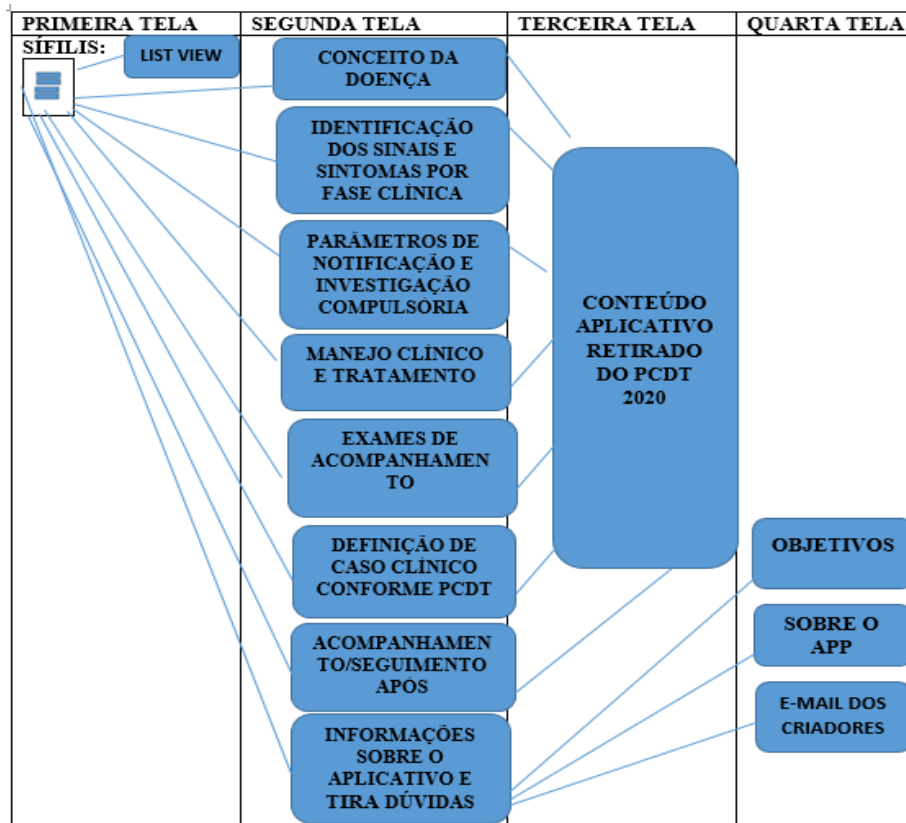 PRIMEIRA TELA
SEGUNDA TELA
TERCEIRA TELA
QUARTA TELA
SÍFILIS:
LIST VIEW
CONCEITO DA
DOENÇA
IDENTIFICAÇÃO
DOS SINAIS E
SINTOMAS POR
FASE CLÍNICA
PARÂMETROS DE
NOTIFICAÇÃO E
INVESTIGAÇÃO
COMPULSÓRIA
MANEJO CLÍNICO
E TRATAMENTO
EXAMES DE
ACOMPANHAMEN
TO
DEFINIÇÃO DE
CASO CLÍNICO
CONFORME PCDT
ACOMPANHAMEN
TO/SEGUIMENTO
APÓS
INFORMAÇÕES
SOBRE O
APLICATIVO E
TIRA DÚVIDAS
CONTEÚDO
APLICATIVO
RETIRADO
DO PCDT
2020
OBJETIVOS
SOBRE O
APP
E-MAIL DOS
CRIADORES